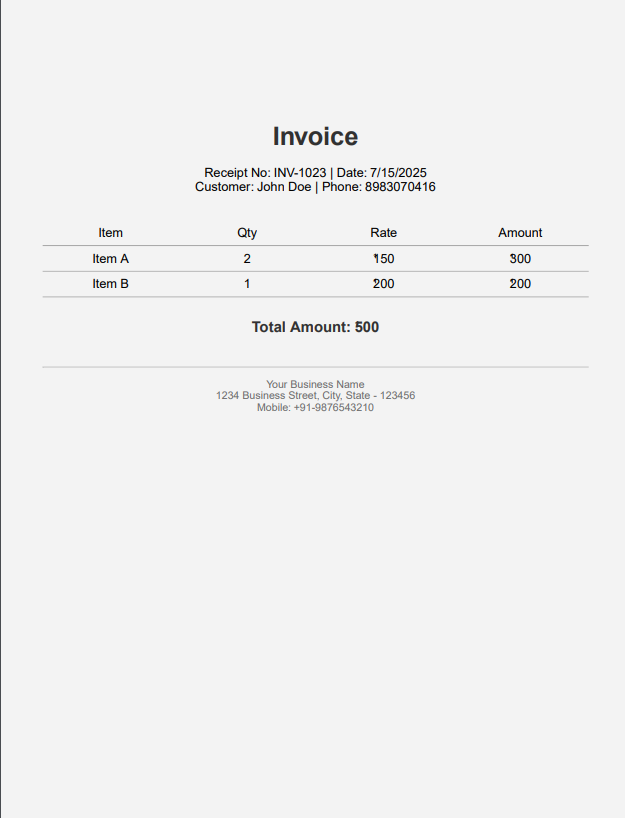 Invoice
Receipt No: INV-1023 | Date: 7/15/2025
Customer: John Doe | Phone: 8983070416
Item Qty Rate Amount
Item A 2 150 300
Item B 1 200 200
Total Amount: 500
Your Business Name
1234 Business Street, City, State - 123456
Mobile: +91-9876543210